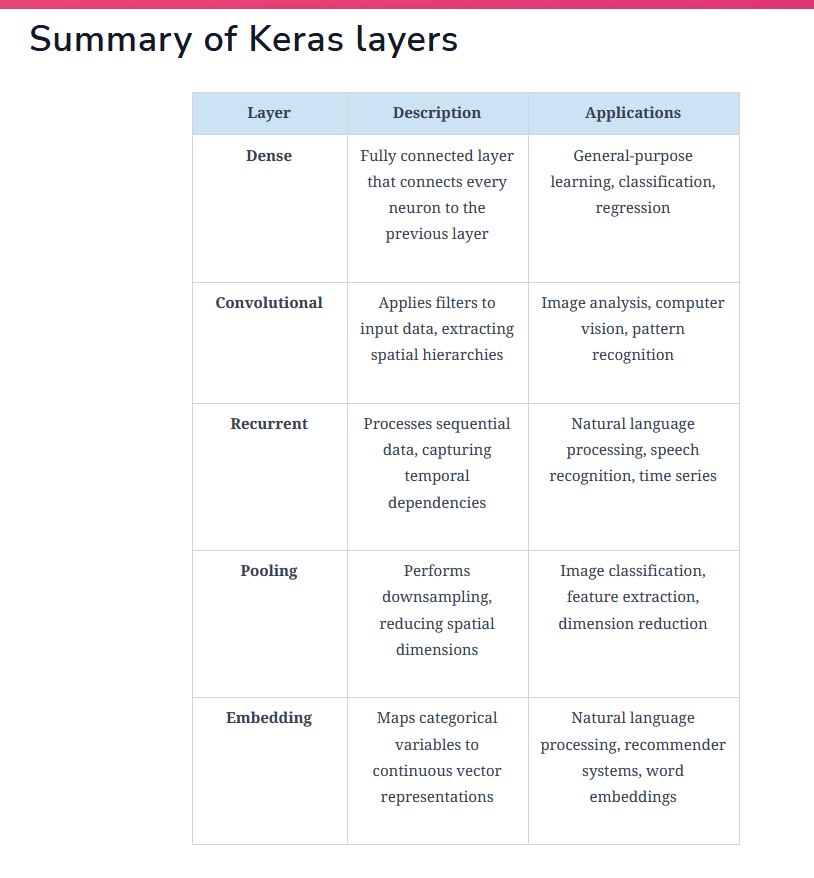 Summary of Keras layers
Layer
Description
Applications
Dense
Fully connected layer
that connects every
neuron to the
previous layer
General-purpose
learning, classification,
regression
Convolutional
Applies filters to
input data, extracting
spatial hierarchies
Image analysis, computer
vision, pattern
recognition
Recurrent
Processes sequential
data, capturing
temporal
dependencies
Natural language
processing, speech
recognition, time series
Pooling
Performs
downsampling,
reducing spatial
dimensions
Image classification,
feature extraction,
dimension reduction
Embedding
Maps categorical
variables to
continuous vector
representations
Natural language
processing, recommender
systems, word
embeddings